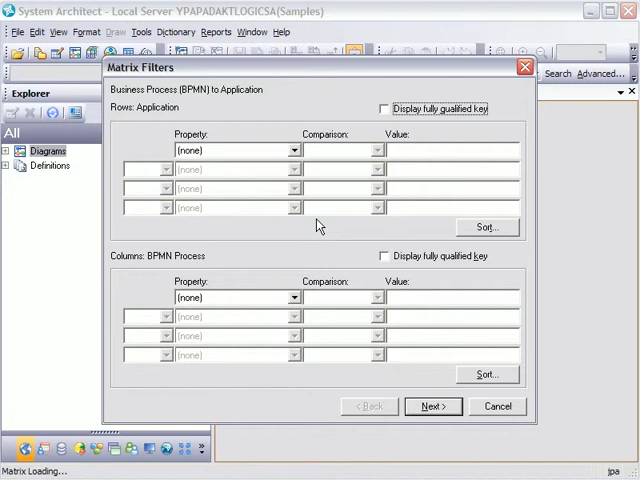 System Architect - Local Server YPAPADAKTLOGICSA(Samples)
File Edit View Format Draw Tools Dictionary Reports Window Help
Search Advanced...
Explorer
All
Diagrams
Definitions
Matrix Filters
Business Process (BPMN) to Application
Rows: Application
Display fully qualified key
Property: Comparison: Value:
(none)
(none)
(none)
(none)
Sort...
Columns: BPMN Process
Display fully qualified key
Property: Comparison: Value:
(none)
(none)
(none)
(none)
Sort...
< Back Next > Cancel
Matrix Loading... jpa